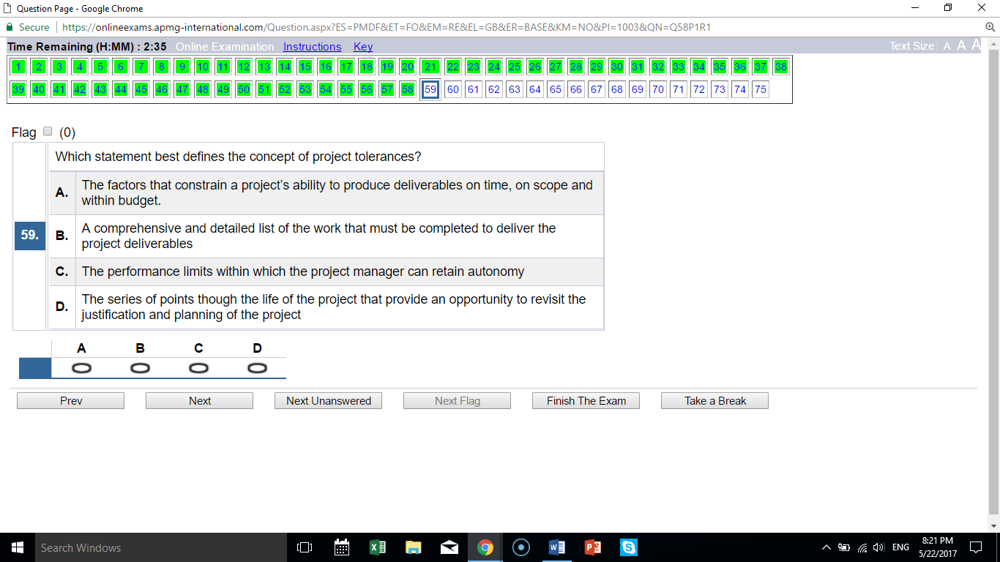 Question Page - Google Chrome
Secure https://onlineexams.apmg-international.com/Question.aspx?ES=PMDF&ET=FO&EM=RE&EL=GB&ER=BASE&KM=NO&PI=1003&QN=Q58P1R1
Time Remaining (H:MM) : 2:35 Online Examination Instructions Key Text Size: A A A
1 2 3 4 5 6 7 8 9 10 11 12 13 14 15 16 17 18 19 20 21 22 23 24 25 26 27 28 29 30 31 32 33 34 35 36 37 38
39 40 41 42 43 44 45 46 47 48 49 50 51 52 53 54 55 56 57 58 59 60 61 62 63 64 65 66 67 68 69 70 71 72 73 74 75
Flag (0)
Which statement best defines the concept of project tolerances?
A. The factors that constrain a project's ability to produce deliverables on time, on scope and
within budget.
59.
B. A comprehensive and detailed list of the work that must be completed to deliver the
project deliverables
C. The performance limits within which the project manager can retain autonomy
D. The series of points though the life of the project that provide an opportunity to revisit the
justification and planning of the project
A B C D
Prev Next Next Unanswered Next Flag Finish The Exam Take a Break
Search Windows
ENG
8:21 PM
5/22/2017